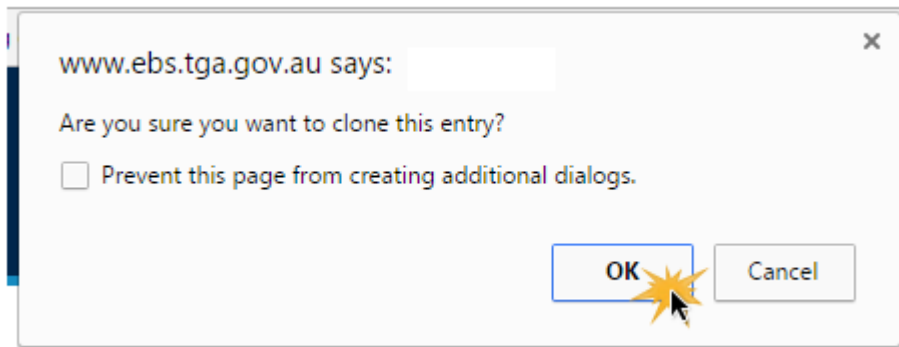 www.ebs.tga.gov.au says:
Are you sure you want to clone this entry?
Prevent this page from creating additional dialogs.
OK Cancel